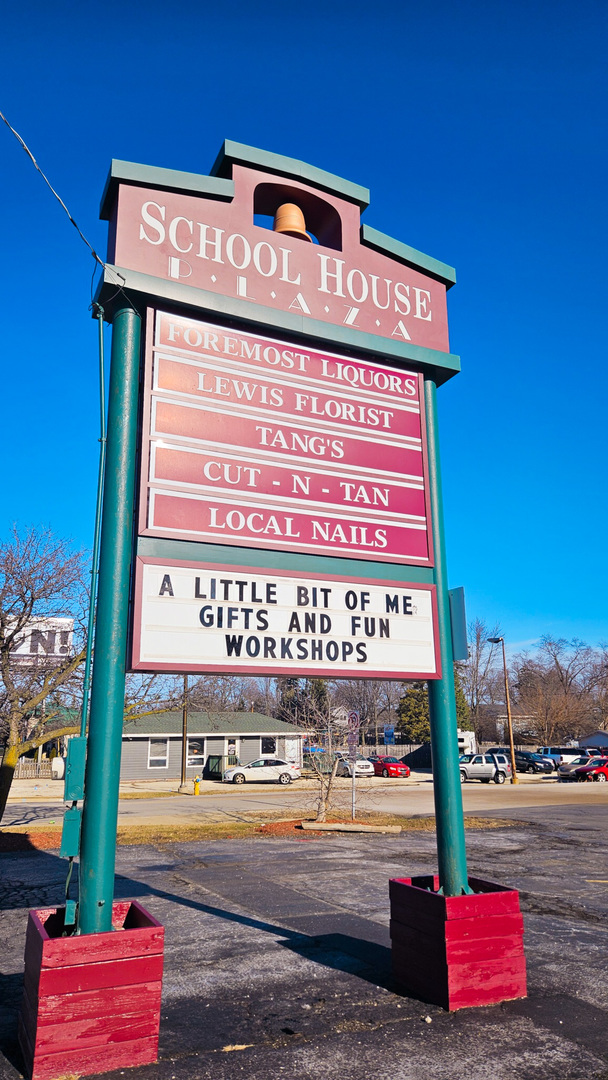 SCHOOL HOUSE
P·L·A·Z·A
FOREMOST LIQUORS
LEWIS FLORIST
TANG'S
CUT - N - TAN
LOCAL NAILS
A LITTLE BIT OF ME
GIFTS AND FUN
WORKSHOPS
N!